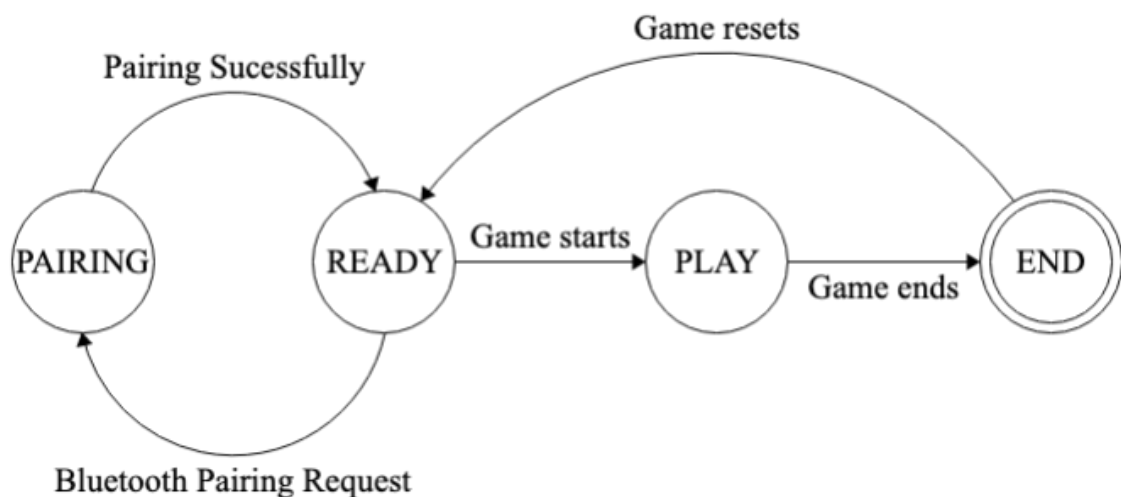 Game resets
Pairing Sucessfully
PAIRING
READY
Game starts
PLAY
Game ends
END
Bluetooth Pairing Request